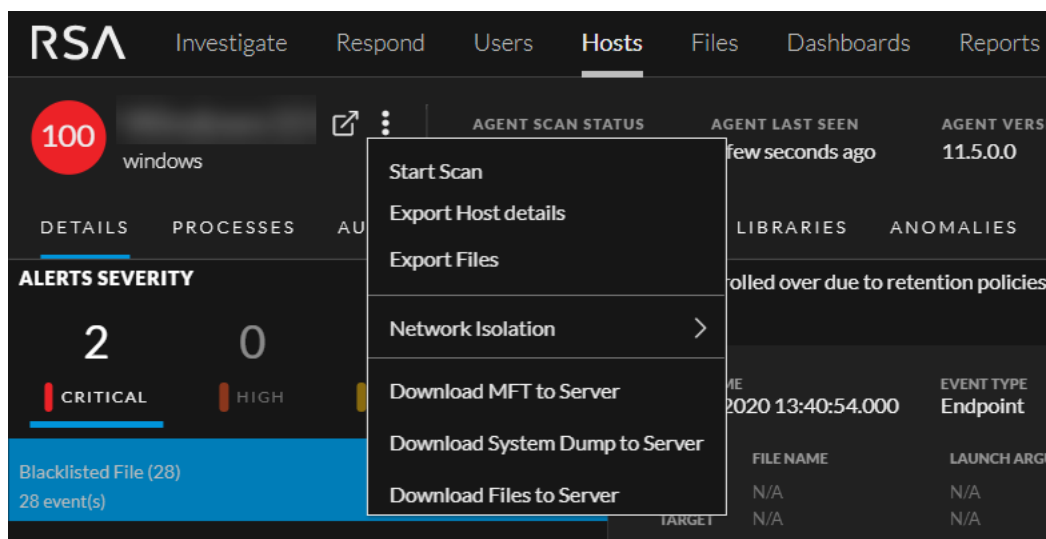 RSA Investigate Respond Users Hosts Files Dashboards Reports
100
windows
AGENT SCAN STATUS
AGENT LAST SEEN
few seconds ago
AGENT VERS
11.5.0.0
Start Scan
Export Host details
Export Files
Network Isolation
Download MFT to Server
Download System Dump to Server
Download Files to Server
DETAILS PROCESSES AU LIBRARIES ANOMALIES
ALERTS SEVERITY
rolled over due to retention policies
2 0
CRITICAL HIGH
2020 13:40:54.000
EVENT TYPE
Endpoint
Blacklisted File (28)
28 event(s)
FILE NAME LAUNCH ARGU
N/A N/A
TARGET N/A N/A